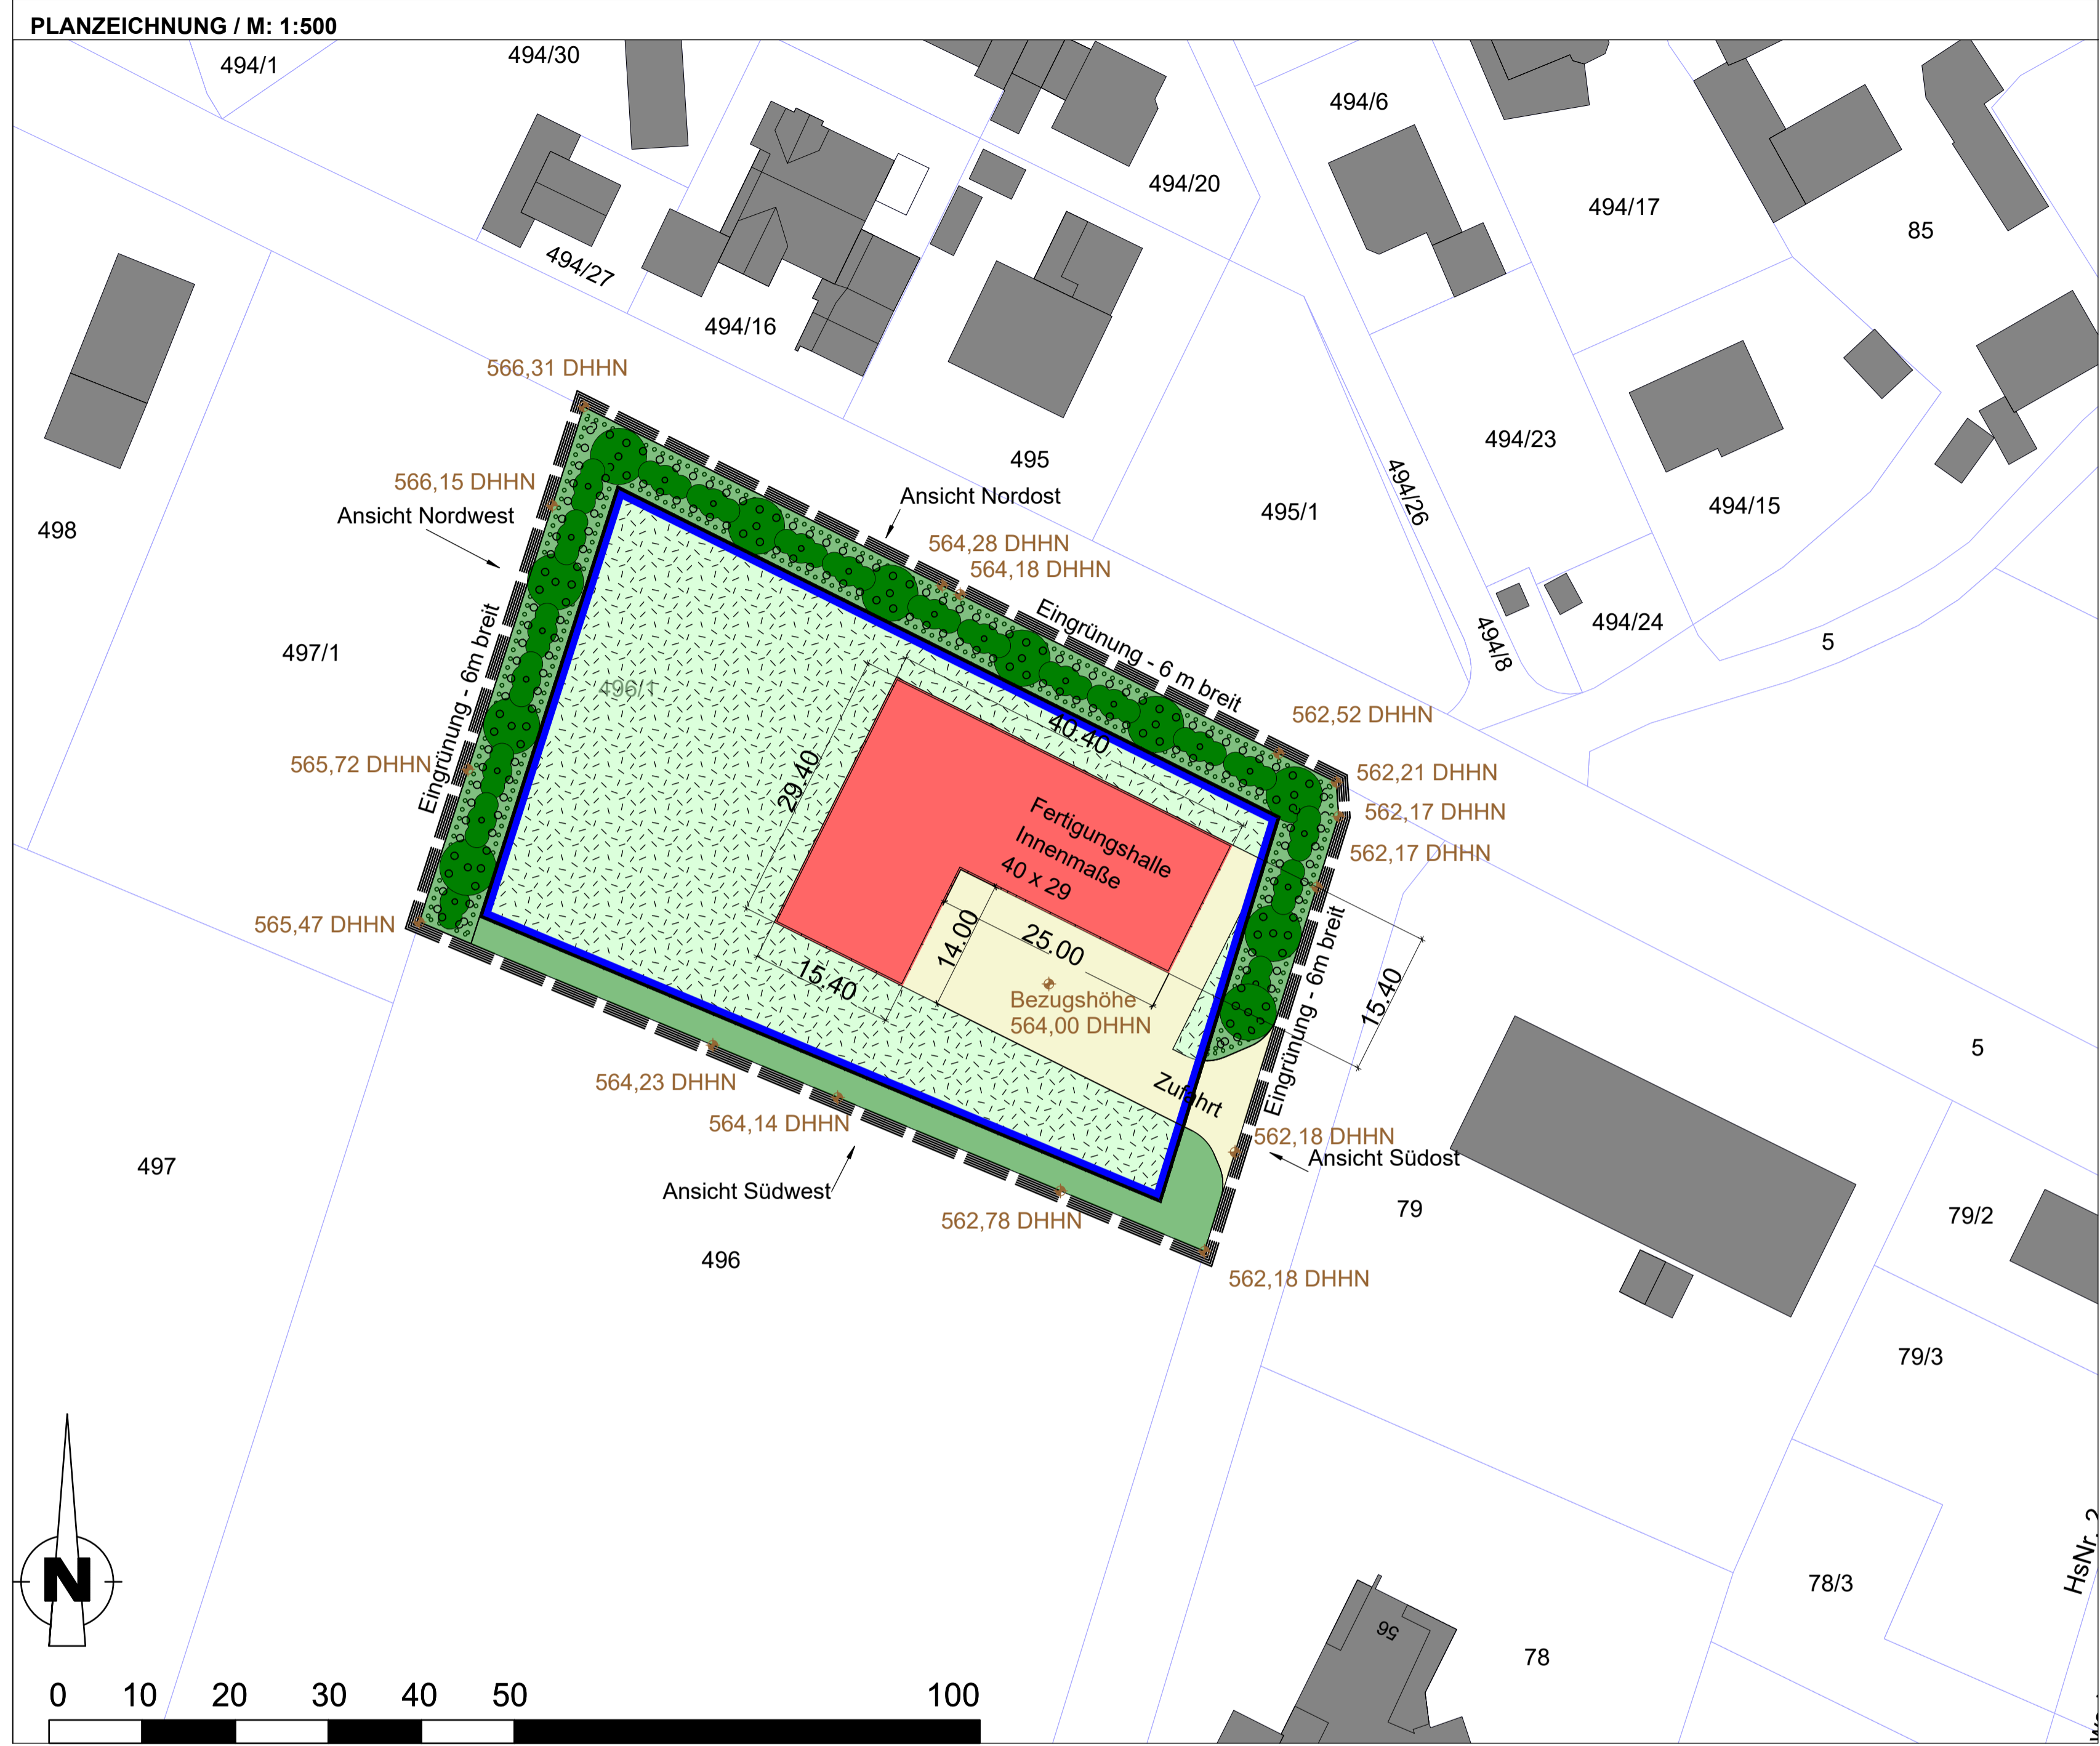 PLANZEICHNUNG / M: 1:500
494/1
494/30
494/6
494/20
494/17
85
494/27
494/16
566,31 DHHN
494/23
495
566,15 DHHN
Ansicht Nordost
494/26
494/15
495/1
Ansicht Nordwest
498
564,28 DHHN
564,18 DHHN
Eingrünung - 6 m breit
494/8
494/24
5
497/1
496/1
Eingrünung - 6m breit
562,52 DHHN
40.40
565,72 DHHN
29.40
562,21 DHHN
562,17 DHHN
Fertigungshalle
Innenmaße
40 x 29
562,17 DHHN
565,47 DHHN
14.00
25.00
15.40
15.40
Bezugshöhe
564,00 DHHN
Eingrünung - 6m breit
5
564,23 DHHN
Zufahrt
564,14 DHHN
562,18 DHHN
Ansicht Südost
497
Ansicht Südwest
79
79/2
562,78 DHHN
496
562,18 DHHN
79/3
N
78/3
HsNr. 2
56
78
0 10 20 30 40 50 100